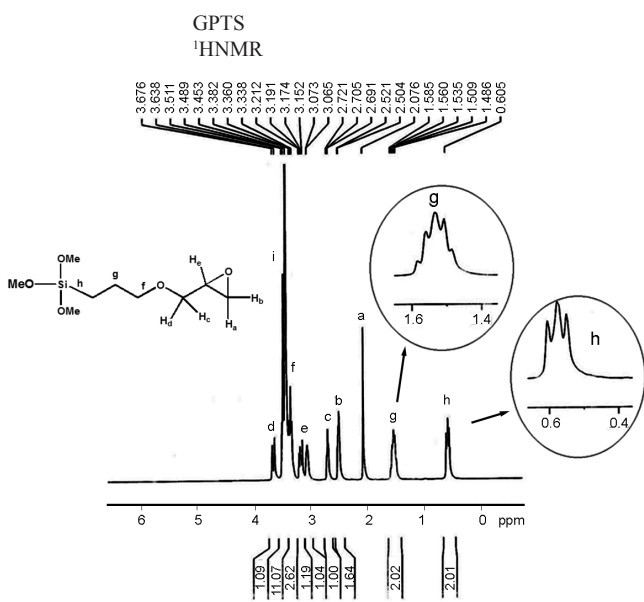 GPTS
¹HNMR
3.676
3.638
3.511
3.489
3.453
3.382
3.360
3.338
3.212
3.191
3.174
3.152
3.073
3.065
2.721
2.705
2.691
2.521
2.504
2.076
1.585
1.560
1.535
1.509
1.486
0.605
g
1.6 1.4
h
0.6 0.4
OMe
MeO Si
OMe
h
g
f
O
He
O
Hb
Hd
Hc
Ha
i
a
f
d
e
c
b
g
h
6 5 4 3 2 1 0 ppm
1.09
11.07
2.62
1.19
1.04
1.00
1.64
2.02
2.01